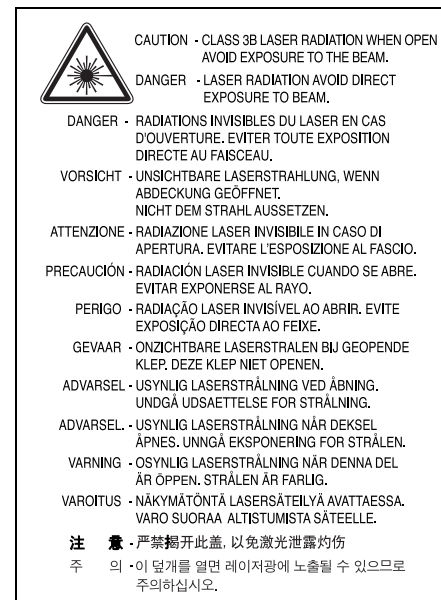 CAUTION - CLASS 3B LASER RADIATION WHEN OPEN
AVOID EXPOSURE TO THE BEAM.
DANGER - LASER RADIATION AVOID DIRECT
EXPOSURE TO BEAM.
DANGER - RADIATIONS INVISIBLES DU LASER EN CAS
D'OUVERTURE. EVITER TOUTE EXPOSITION
DIRECTE AU FAISCEAU.
VORSICHT - UNSICHTBARE LASERSTRAHLUNG, WENN
ABDECKUNG GEÖFFNET.
NICHT DEM STRAHL AUSSETZEN.
ATTENZIONE - RADIAZIONE LASER INVISIBILE IN CASO DI
APERTURA. EVITARE L'ESPOSIZIONE AL FASCIO.
PRECAUCIÓN - RADIACIÓN LASER INVISIBLE CUANDO SE ABRE.
EVITAR EXPONERSE AL RAYO.
PERIGO - RADIAÇÃO LASER INVISÍVEL AO ABRIR. EVITE
EXPOSIÇÃO DIRECTA AO FEIXE.
GEVAAR - ONZICHTBARE LASERSTRALEN BIJ GEOPENDE
KLEP. DEZE KLEP NIET OPENEN.
ADVARSEL - USYNLIG LASERSTRÅLNING VED ÅBNING.
UNDGÅ UDSAETTELSE FOR STRÅLNING.
ADVARSEL. - USYNLIG LASERSTRÅLNING NÅR DEKSEL
ÅPNES. UNNGÅ EKSPONERING FOR STRÅLEN.
VARNING - OSYNLIG LASERSTRÅLNING NÄR DENNA DEL
ÄR ÖPPEN. STRÅLEN ÄR FARLIG.
VAROITUS - NÄKYMÄTÖNTÄ LASERSÄTEILYÄ AVATTAESSA.
VARO SUORAA ALTISTUMISTA SÄTEELLE.
注 意 - 严禁揭开此盖, 以免激光泄露灼伤
주 의 - 이 덮개를 열면 레이저광에 노출될 수 있으므로
주의하십시오.